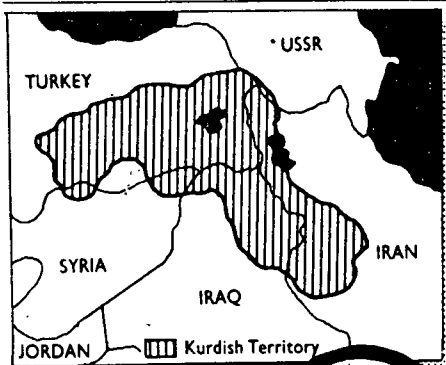 USSR
TURKEY
IRAN
SYRIA
IRAQ
JORDAN
Kurdish Territory